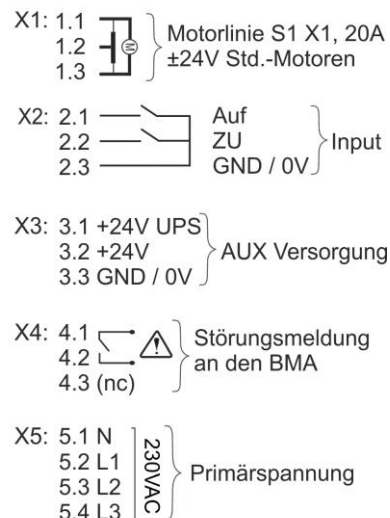 X1: 1.1
1.2
1.3
M
Motorlinie S1 X1, 20A
±24V Std.-Motoren
X2: 2.1 Auf
2.2 ZU
2.3 GND / 0V
Input
X3: 3.1 +24V UPS
3.2 +24V
3.3 GND / 0V
AUX Versorgung
X4: 4.1
4.2
4.3 (nc)
Störungsmeldung
an den BMA
X5: 5.1 N
5.2 L1
5.3 L2
5.4 L3
230VAC
Primärspannung